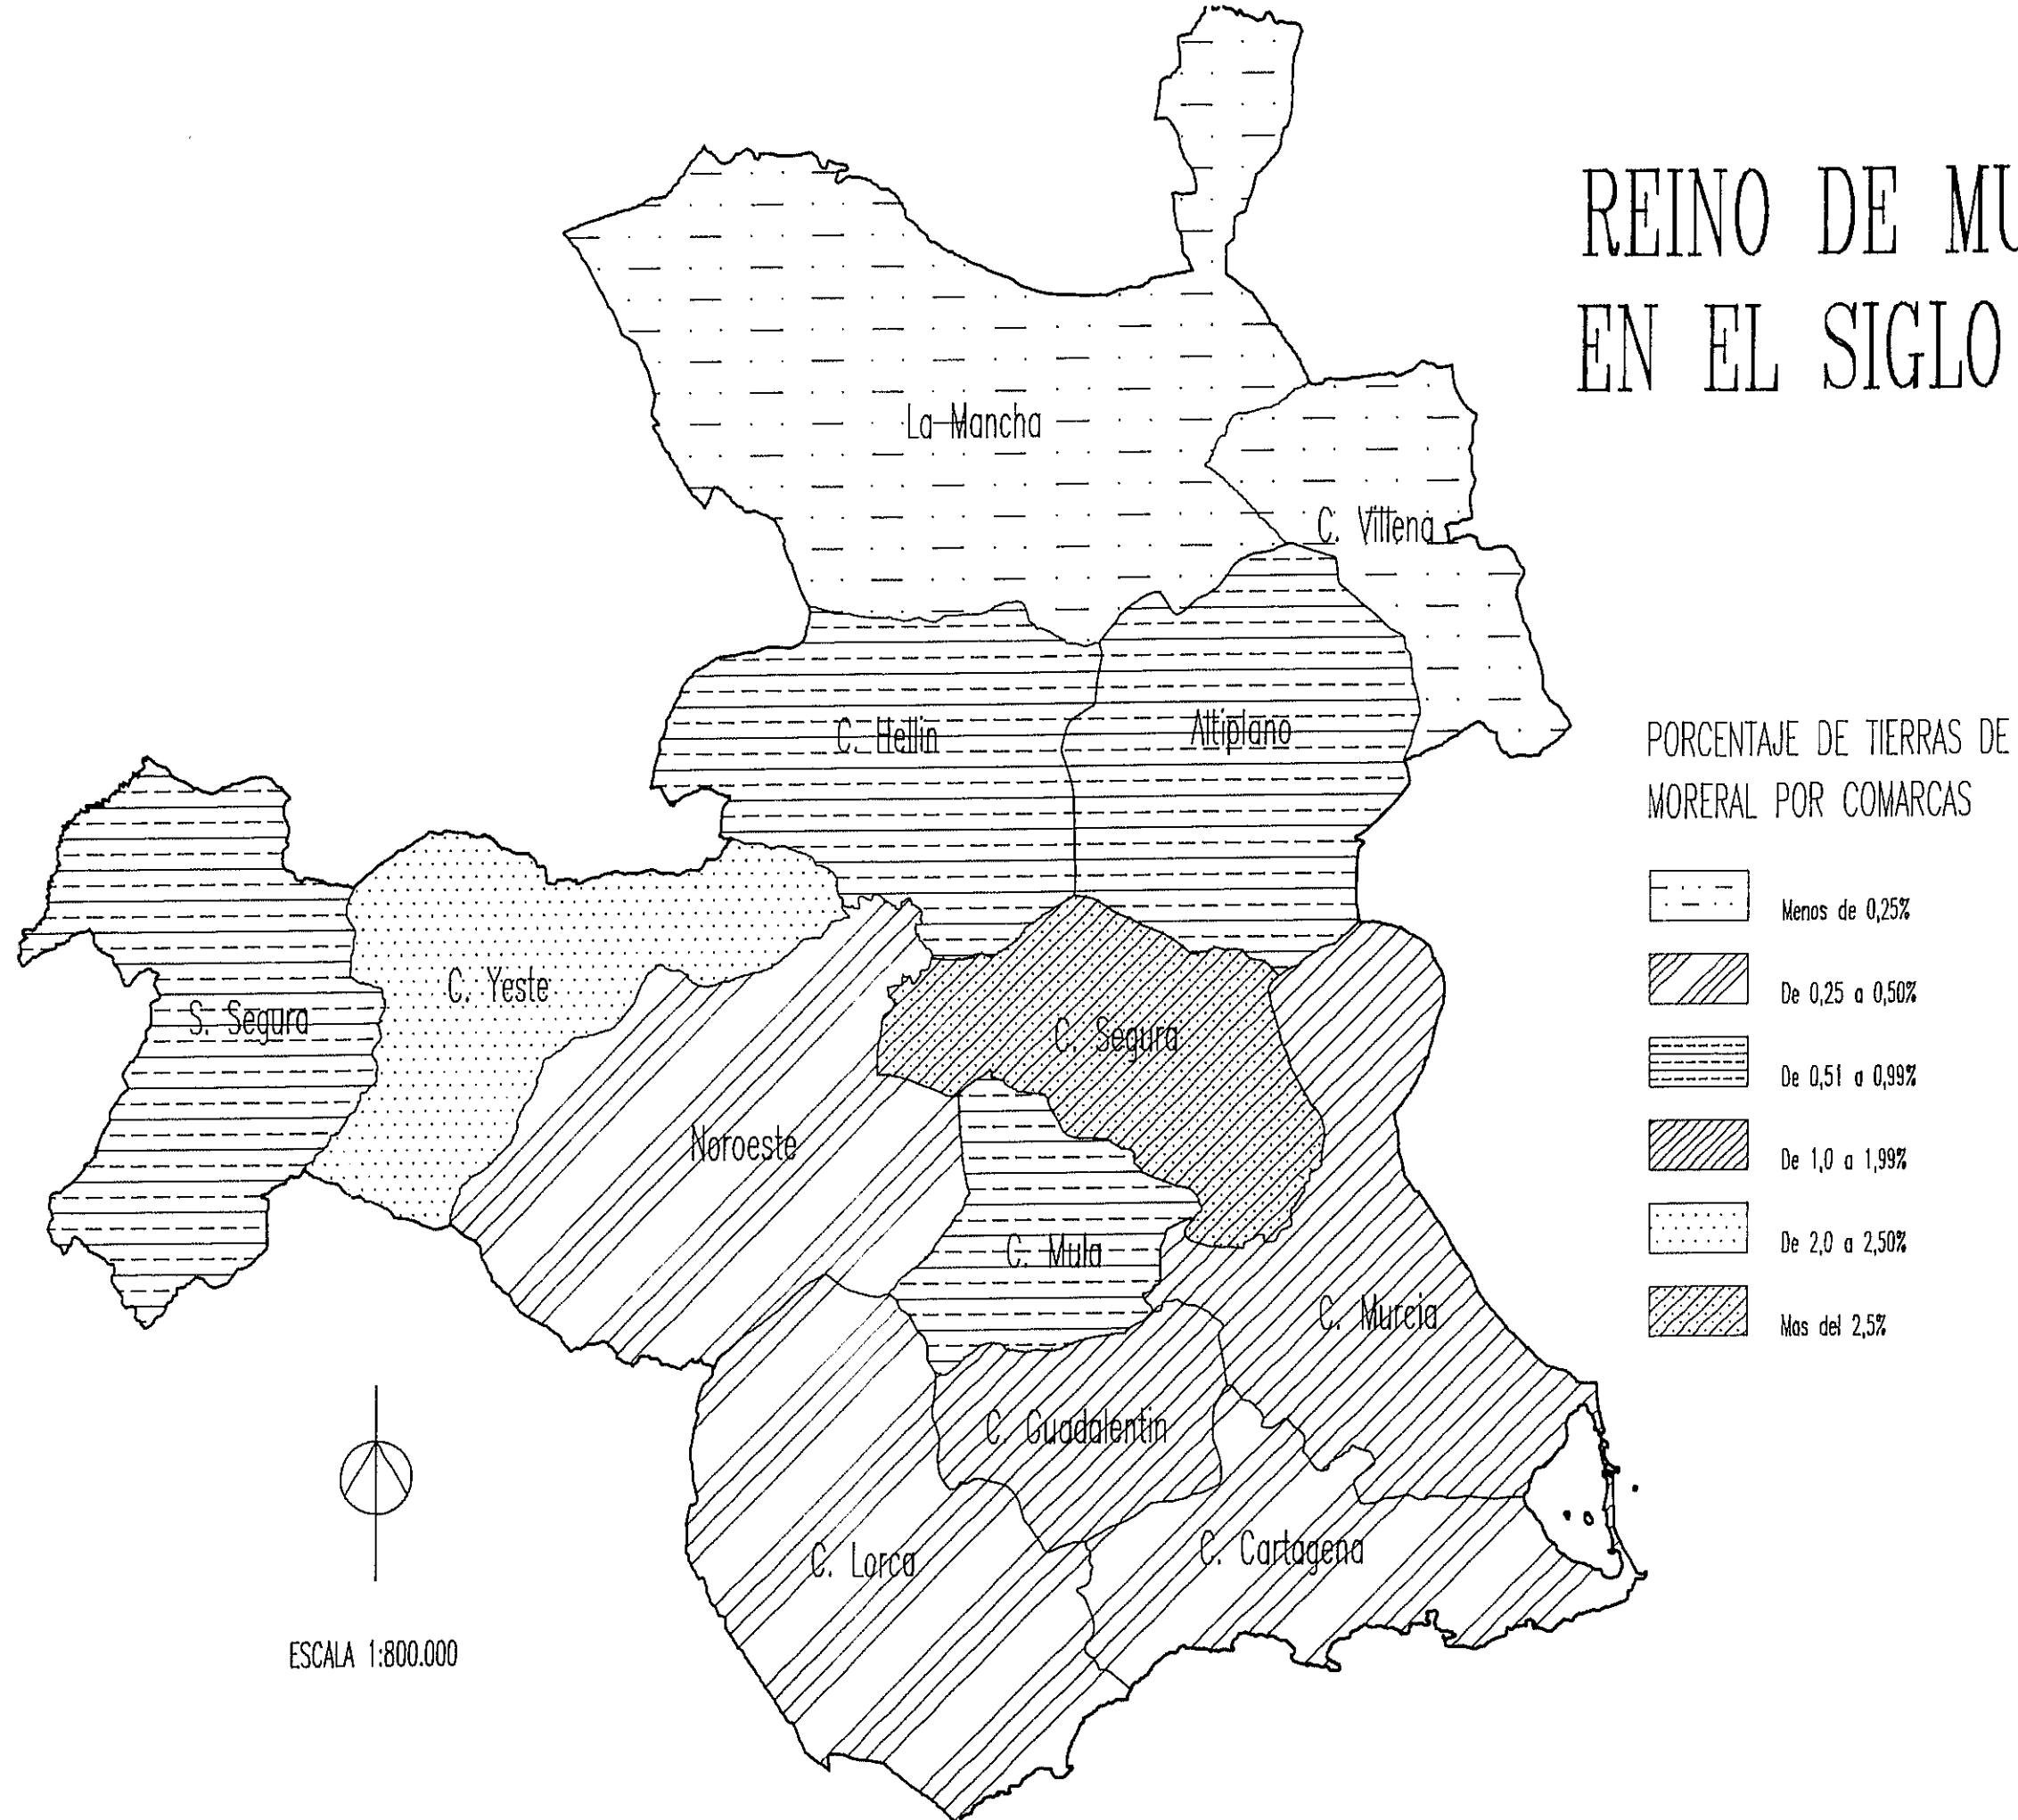 REINO DE MU
EN EL SIGLO
La Mancha
C. Villena
C. Hellin
Altiplano
PORCENTAJE DE TIERRAS DE
MORERAL POR COMARCAS
Menos de 0,25%
De 0,25 a 0,50%
De 0,51 a 0,99%
De 1,0 a 1,99%
De 2,0 a 2,50%
Mas del 2,5%
C. Yeste
S. Segura
C. Segura
Noroeste
C. Mula
C. Murcia
C. Guadalentin
C. Lorca
C. Cartagena
ESCALA 1:800.000